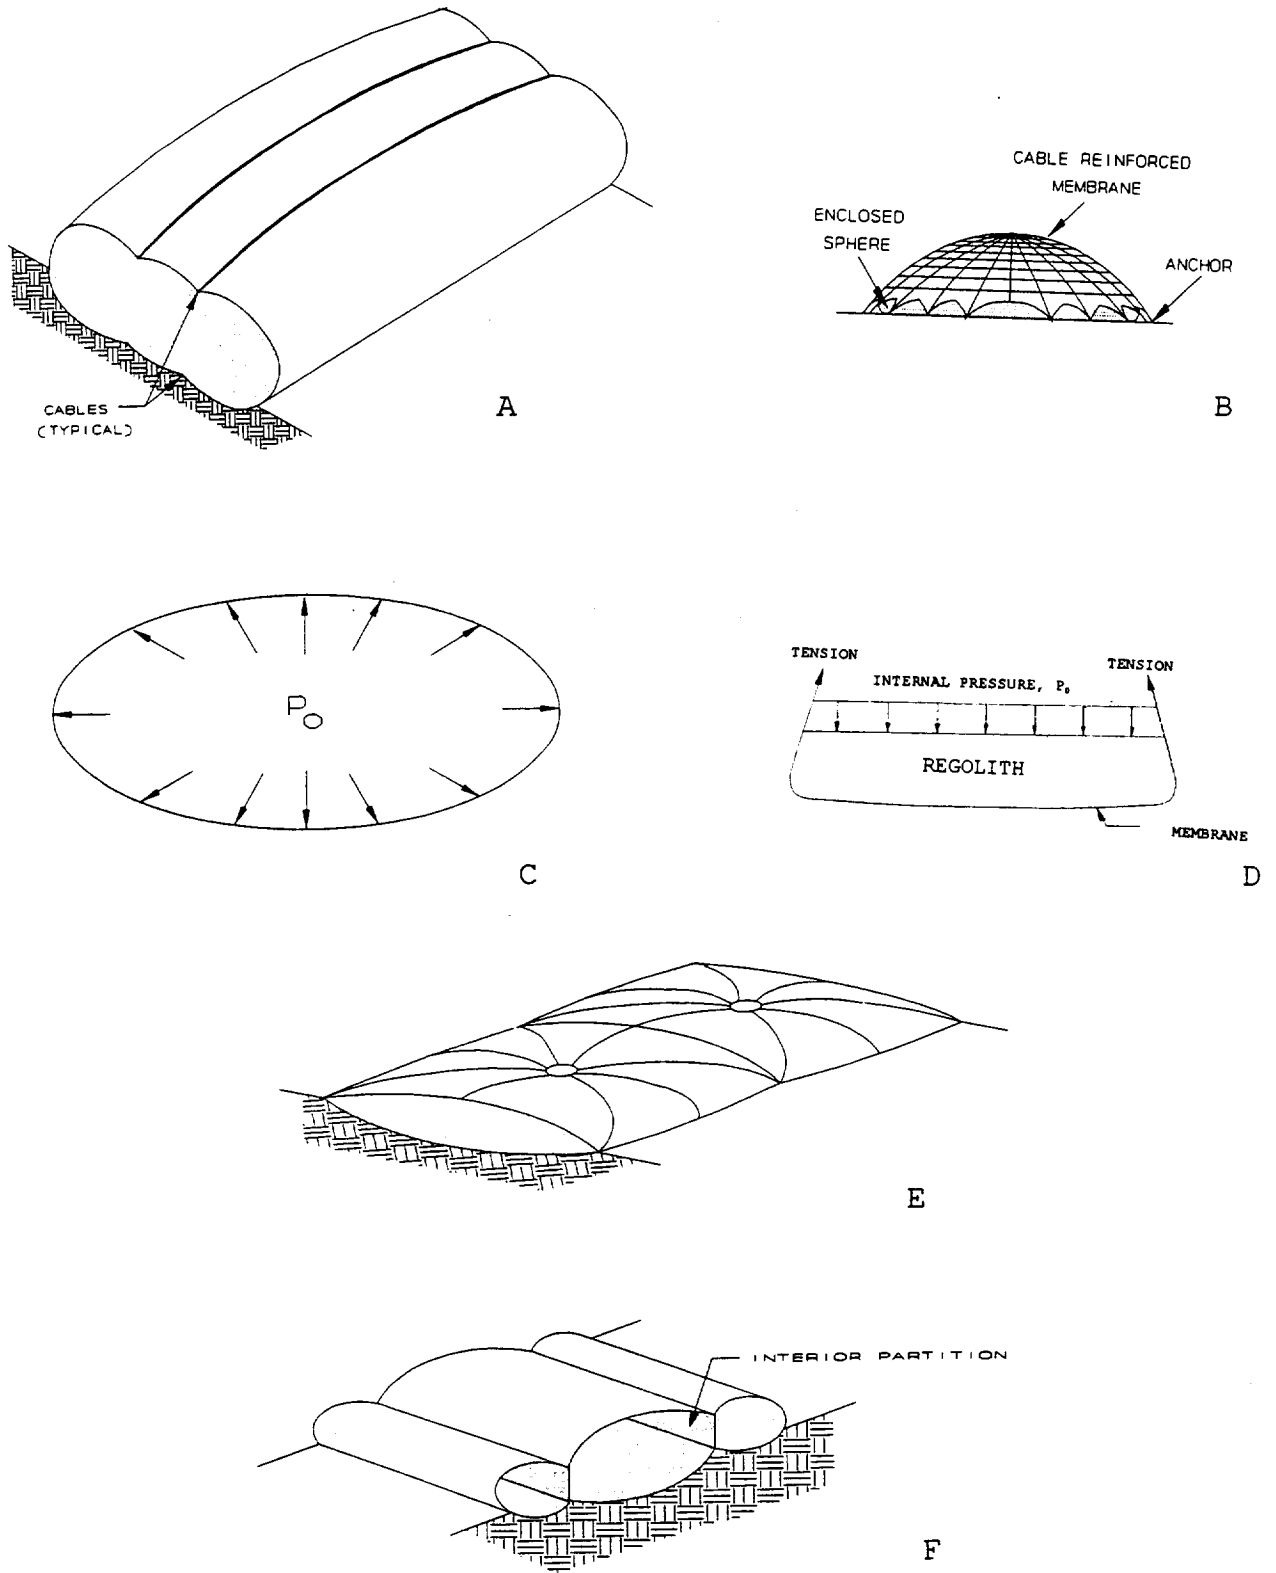 CABLE REINFORCED
MEMBRANE
ENCLOSED
SPHERE
ANCHOR
CABLES
(TYPICAL)
A
B
P₀
TENSION
TENSION
INTERNAL PRESSURE, P₀
REGOLITH
MEMBRANE
C
D
E
INTERIOR PARTITION
F